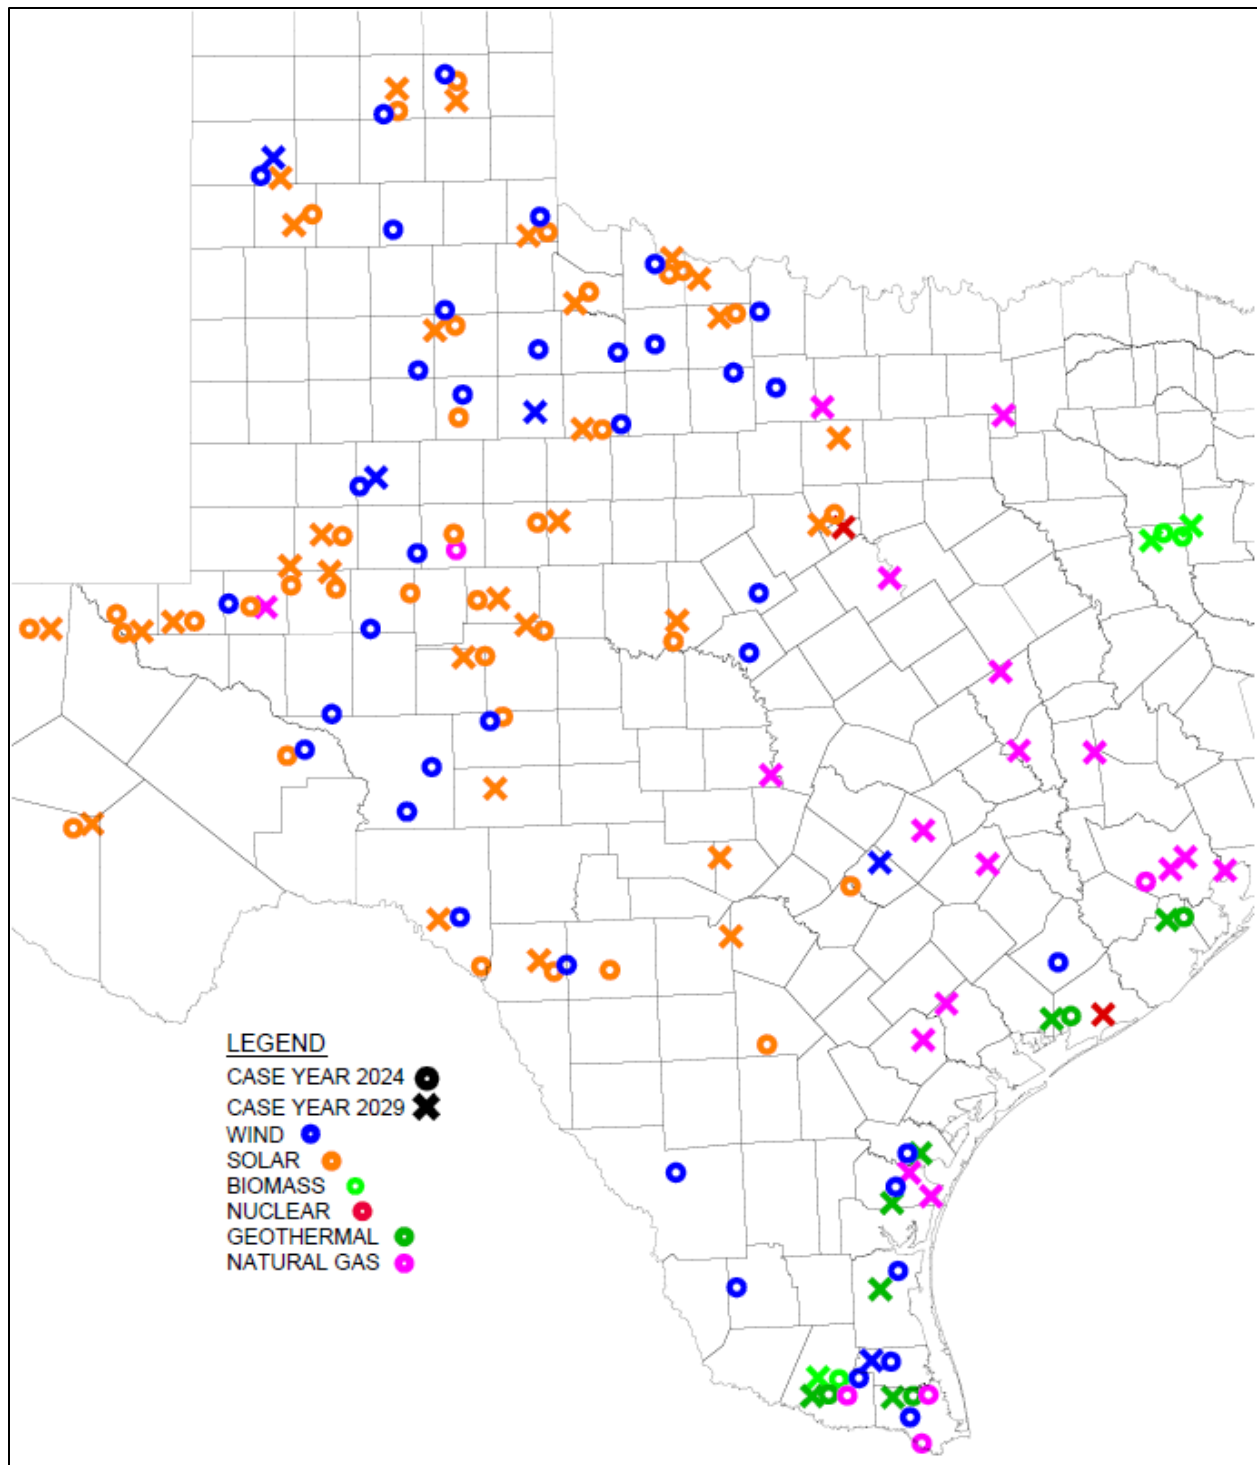 LEGEND
CASE YEAR 2024
CASE YEAR 2029
WIND
SOLAR
BIOMASS
NUCLEAR
GEOTHERMAL
NATURAL GAS